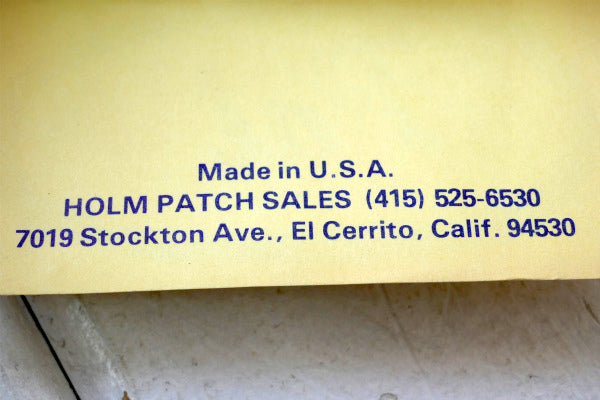 Made in U.S.A.
HOLM PATCH SALES (415) 525-6530
7019 Stockton Ave., El Cerrito, Calif. 94530